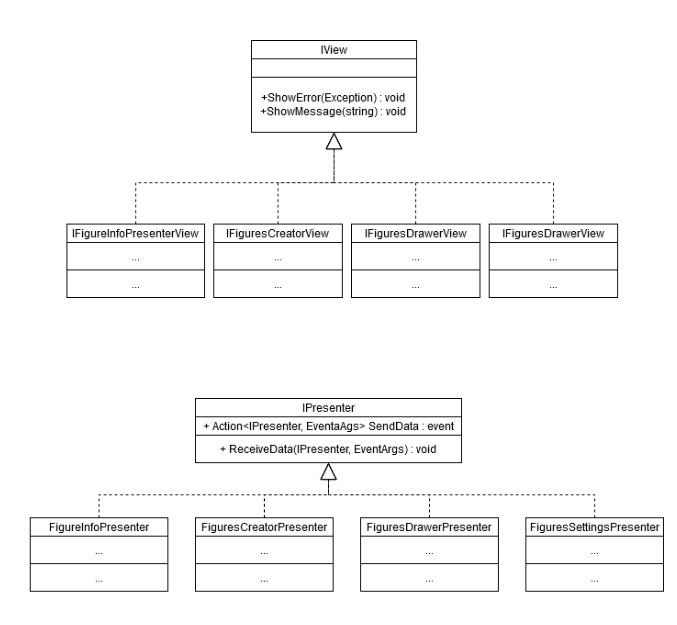 IView
+ShowError(Exception) : void
+ShowMessage(string) : void
IFigureInfoPresenterView
IFiguresCreatorView
IFiguresDrawerView
IFiguresDrawerView
...
...
...
...
...
...
...
...
IPresenter
+ Action<IPresenter, EventaAgs> SendData : event
+ ReceiveData(IPresenter, EventArgs) : void
FigureInfoPresenter
FiguresCreatorPresenter
FiguresDrawerPresenter
FiguresSettingsPresenter
...
...
...
...
...
...
...
...